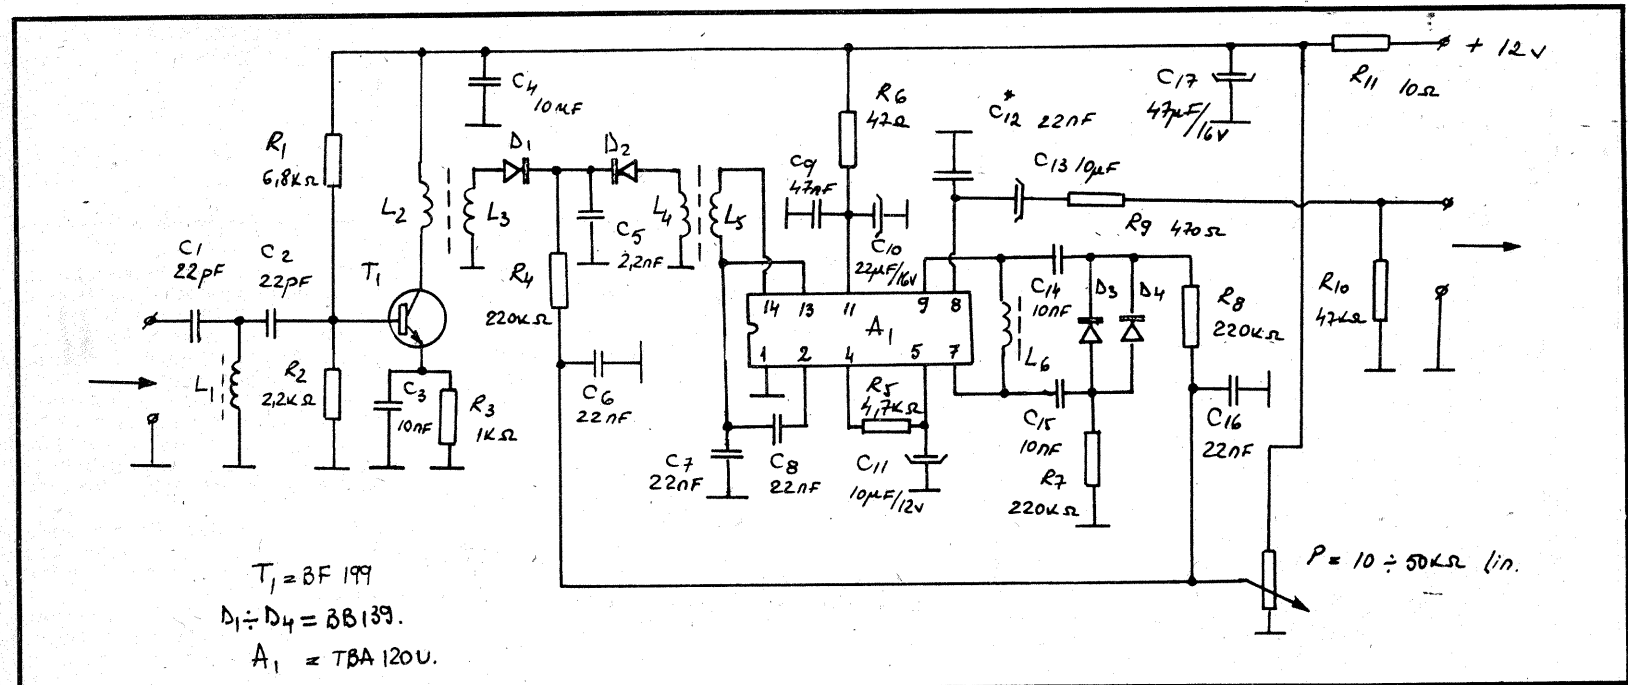 + 12v
R11 10Ω
C4
10nF
C17
47µF/16v
R6
47Ω
C12* 22nF
R1
6,8kΩ
D1
D2
C9
47nF
C13 10µF
L2
L3
L4
L5
C5
2,2nF
R9 470Ω
C10
22µF/16v
C1
22pF
C2
22pF
T1
R4
220kΩ
14 13 11 9 8
A1
1 2 4 5 7
C14
10nF
D3
D4
R8
220kΩ
R10
47kΩ
L1
R2
2,2kΩ
C3
10nF
R3
1kΩ
C6
22nF
R5
4,7kΩ
L6
C15
10nF
C16
22nF
C7
22nF
C8
22nF
C11
10µF/12v
R7
220kΩ
P = 10 ÷ 50kΩ lin.
T1 = BF 199
D1 ÷ D4 = BB139.
A1 = TBA 120U.